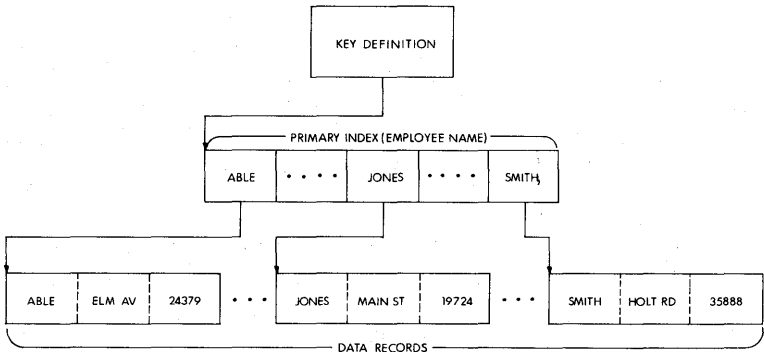 KEY DEFINITION
PRIMARY INDEX (EMPLOYEE NAME)
ABLE • • • • JONES • • • • SMITH
ABLE ELM AV 24379 • • • JONES MAIN ST 19724 • • • SMITH HOLT RD 35888
DATA RECORDS